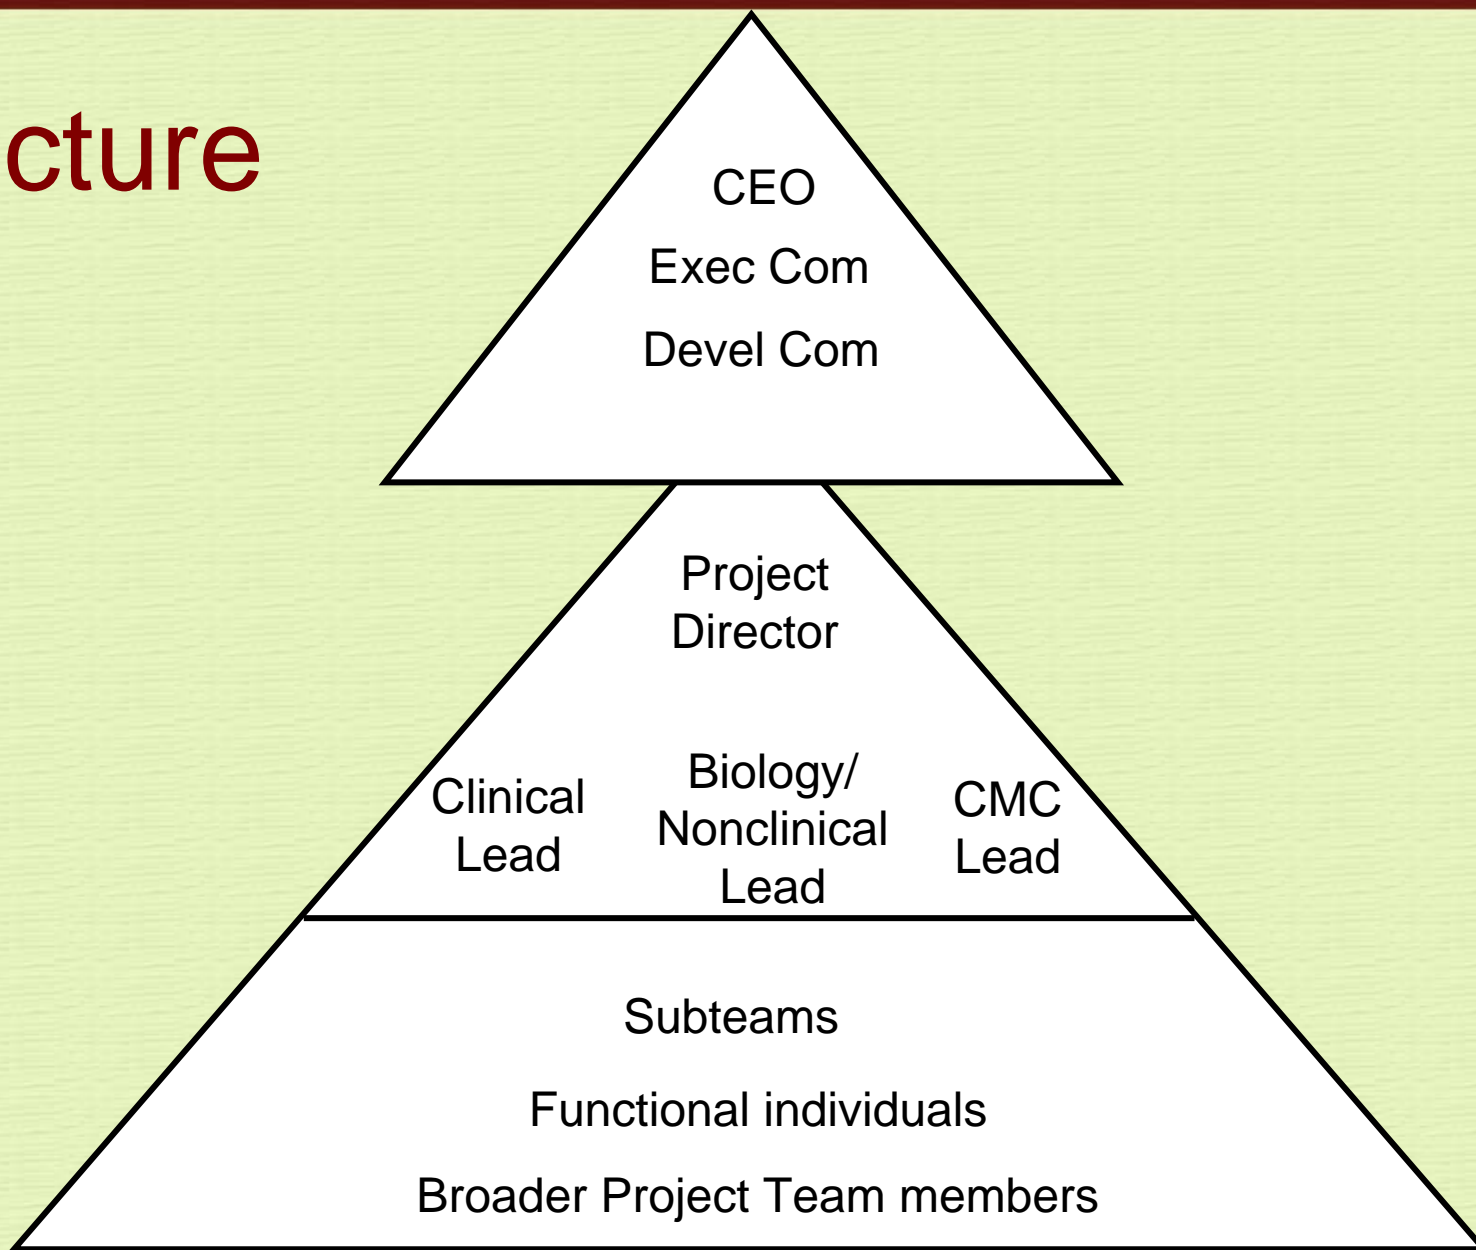 cture
CEO
Exec Com
Devel Com
Project
Director
Clinical
Lead
Biology/
Nonclinical
Lead
CMC
Lead
Subteams
Functional individuals
Broader Project Team members